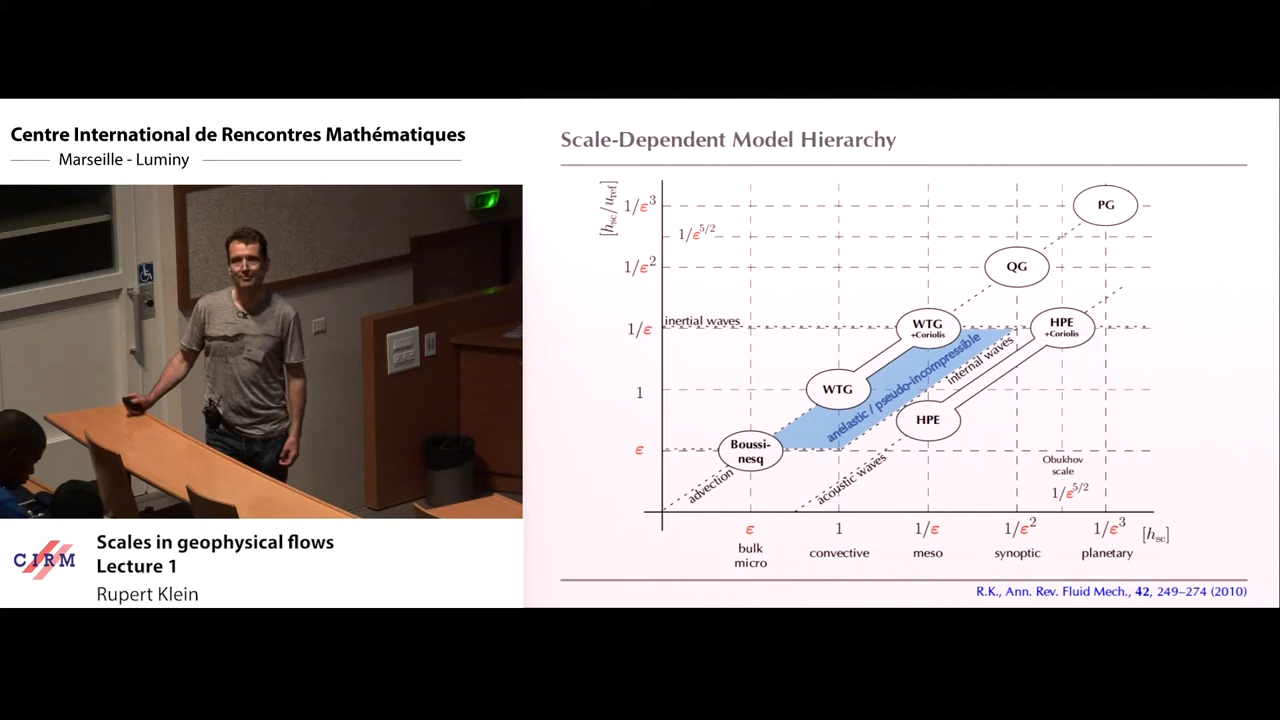 Centre International de Rencontres Mathématiques
Marseille - Luminy
CIRM
Scales in geophysical flows
Lecture 1
Rupert Klein
Scale-Dependent Model Hierarchy
[h_sc/u_ref]
1/ε³
1/ε^5/2
1/ε²
1/ε
1
ε
inertial waves
PG
QG
WTG
+Coriolis
HPE
+Coriolis
WTG
anelastic / pseudo-incompressible
internal waves
HPE
Boussi-
nesq
advection
acoustic waves
Obukhov
scale
1/ε^5/2
ε
1
1/ε
1/ε²
1/ε³
[h_sc]
bulk
micro
convective
meso
synoptic
planetary
R.K., Ann. Rev. Fluid Mech., 42, 249–274 (2010)